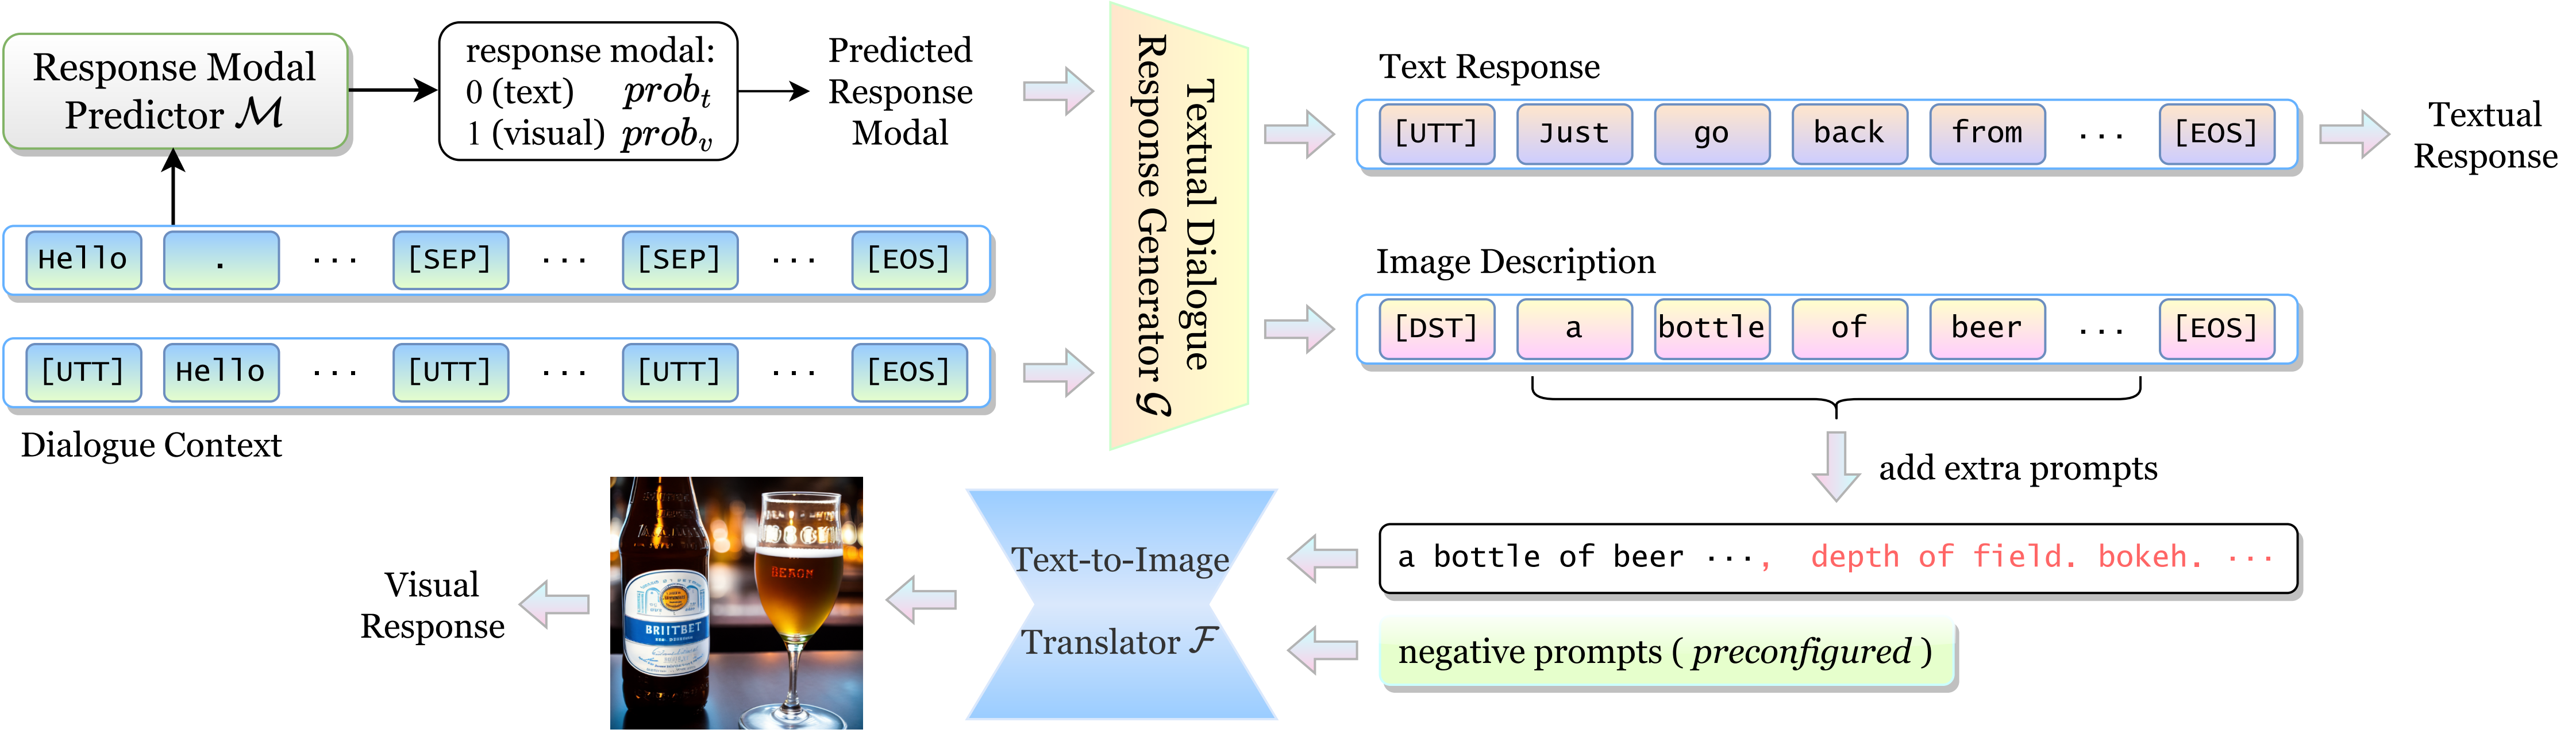 Response Modal
Predictor ℳ
response modal:
0 (text) prob_t
1 (visual) prob_v
Predicted
Response
Modal
Textual Dialogue
Response Generator 𝒢
Text Response
[UTT] Just go back from ··· [EOS]
Textual
Response
Hello . ··· [SEP] ··· [SEP] ··· [EOS]
[UTT] Hello ··· [UTT] ··· [UTT] ··· [EOS]
Dialogue Context
Image Description
[DST] a bottle of beer ··· [EOS]
add extra prompts
a bottle of beer ···, depth of field. bokeh. ···
negative prompts ( preconfigured )
Text-to-Image
Translator ℱ
BRIITBET
BEROM
Visual
Response